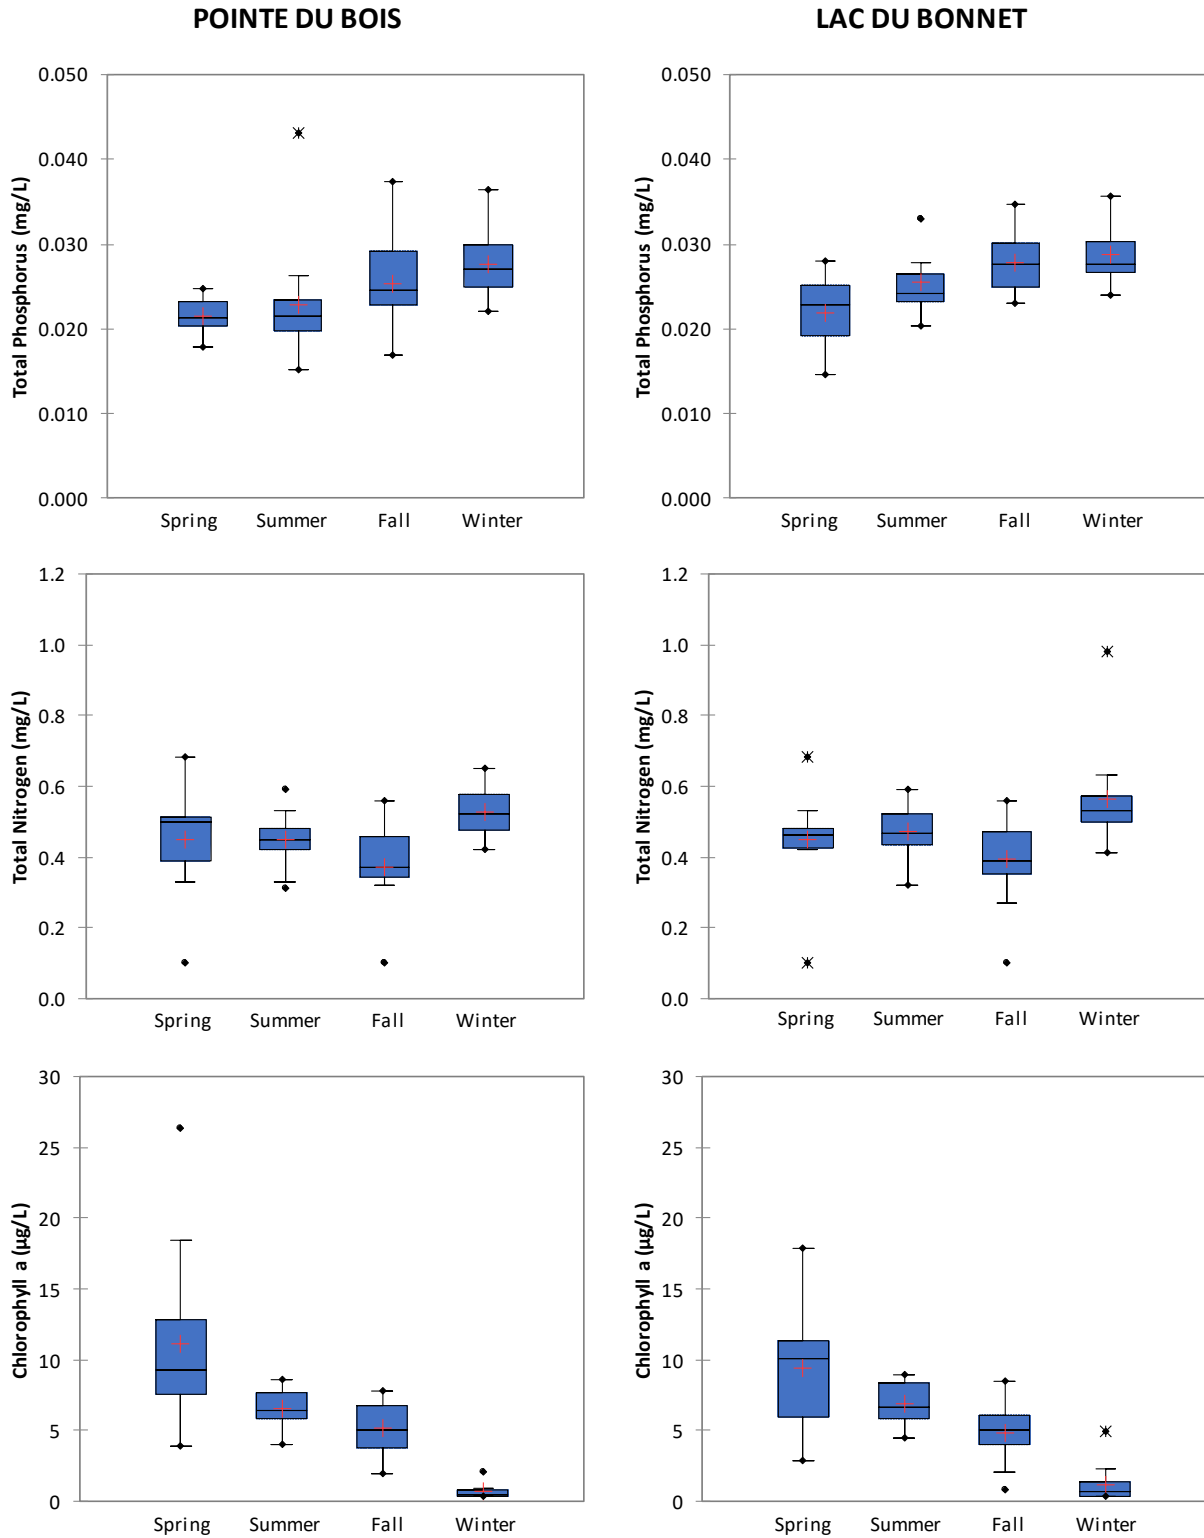 POINTE DU BOIS
LAC DU BONNET
Total Phosphorus (mg/L)
0.050
0.040
0.030
0.020
0.010
0.000
Spring Summer Fall Winter
Total Phosphorus (mg/L)
0.050
0.040
0.030
0.020
0.010
0.000
Spring Summer Fall Winter
Total Nitrogen (mg/L)
1.2
1.0
0.8
0.6
0.4
0.2
0.0
Spring Summer Fall Winter
Total Nitrogen (mg/L)
1.2
1.0
0.8
0.6
0.4
0.2
0.0
Spring Summer Fall Winter
Chlorophyll a (µg/L)
30
25
20
15
10
5
0
Spring Summer Fall Winter
Chlorophyll a (µg/L)
30
25
20
15
10
5
0
Spring Summer Fall Winter